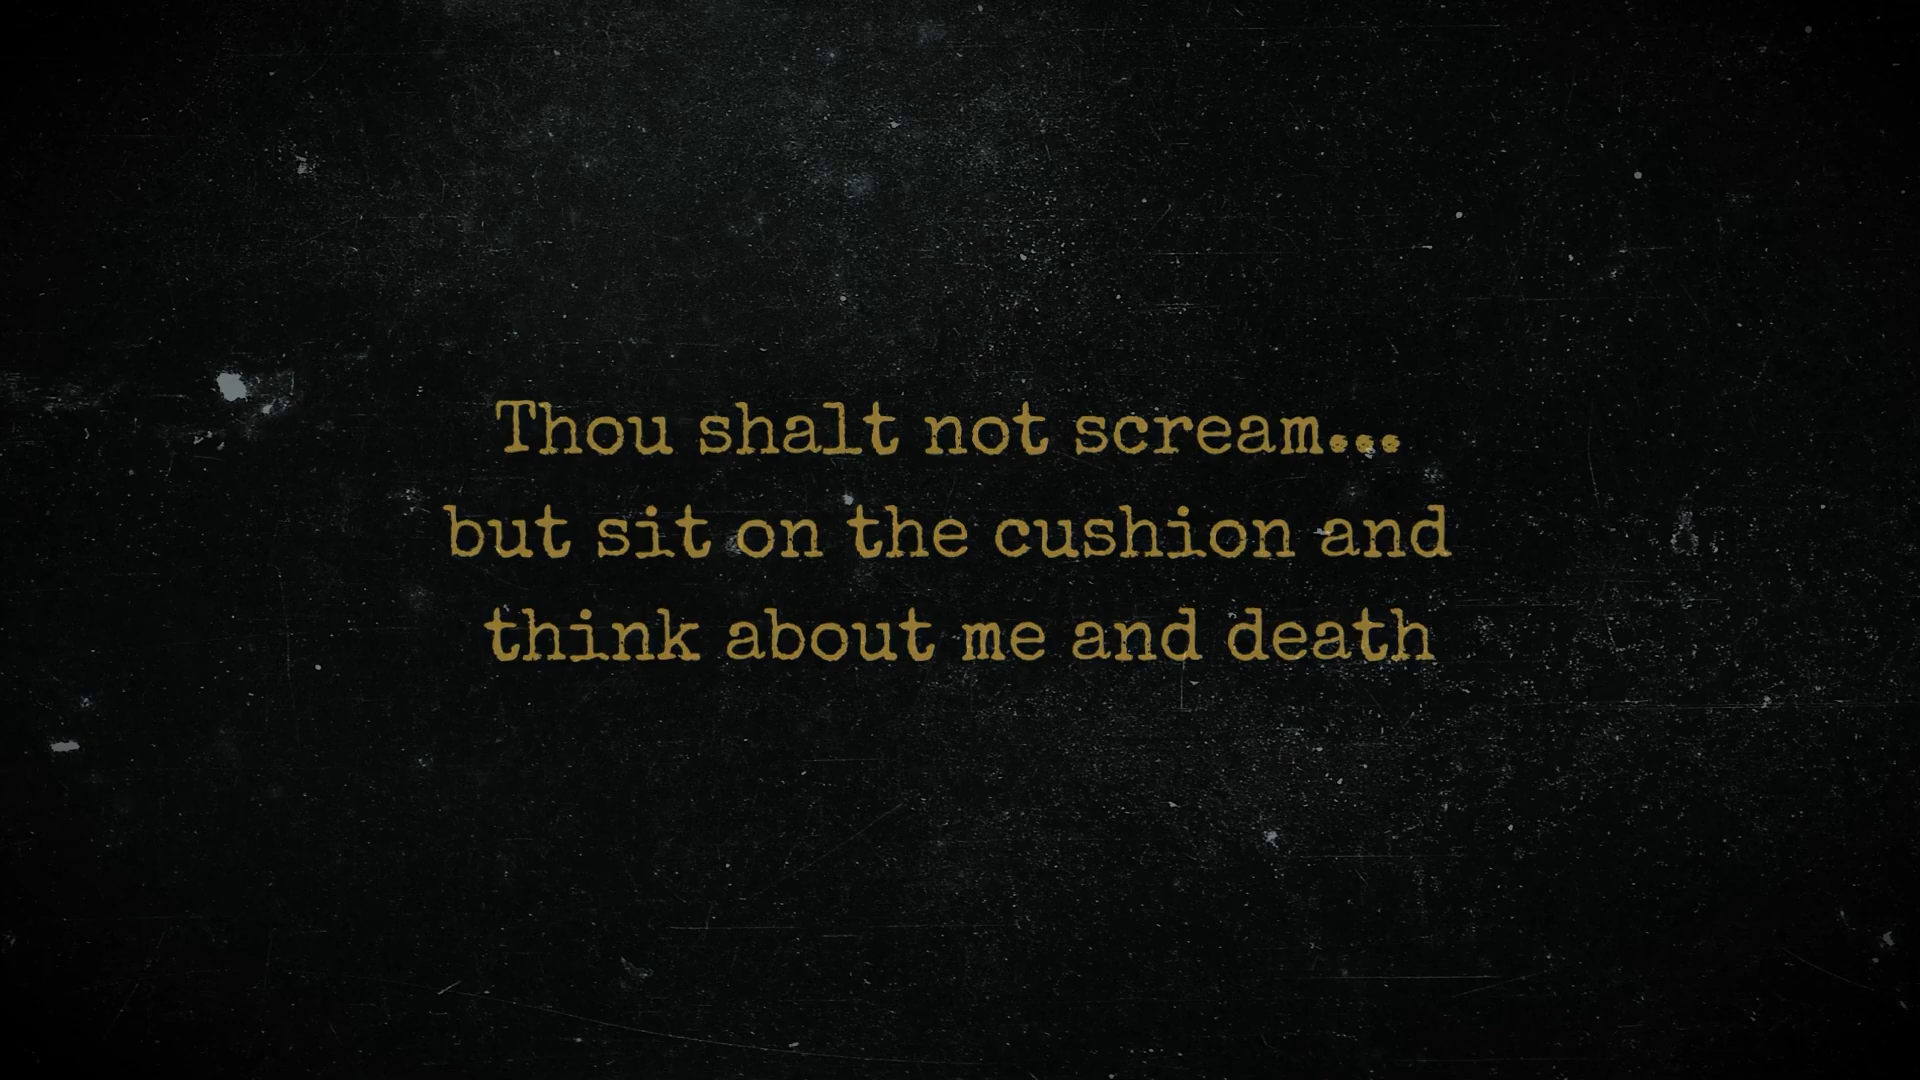 Thou shalt not scream...
but sit on the cushion and
think about me and death